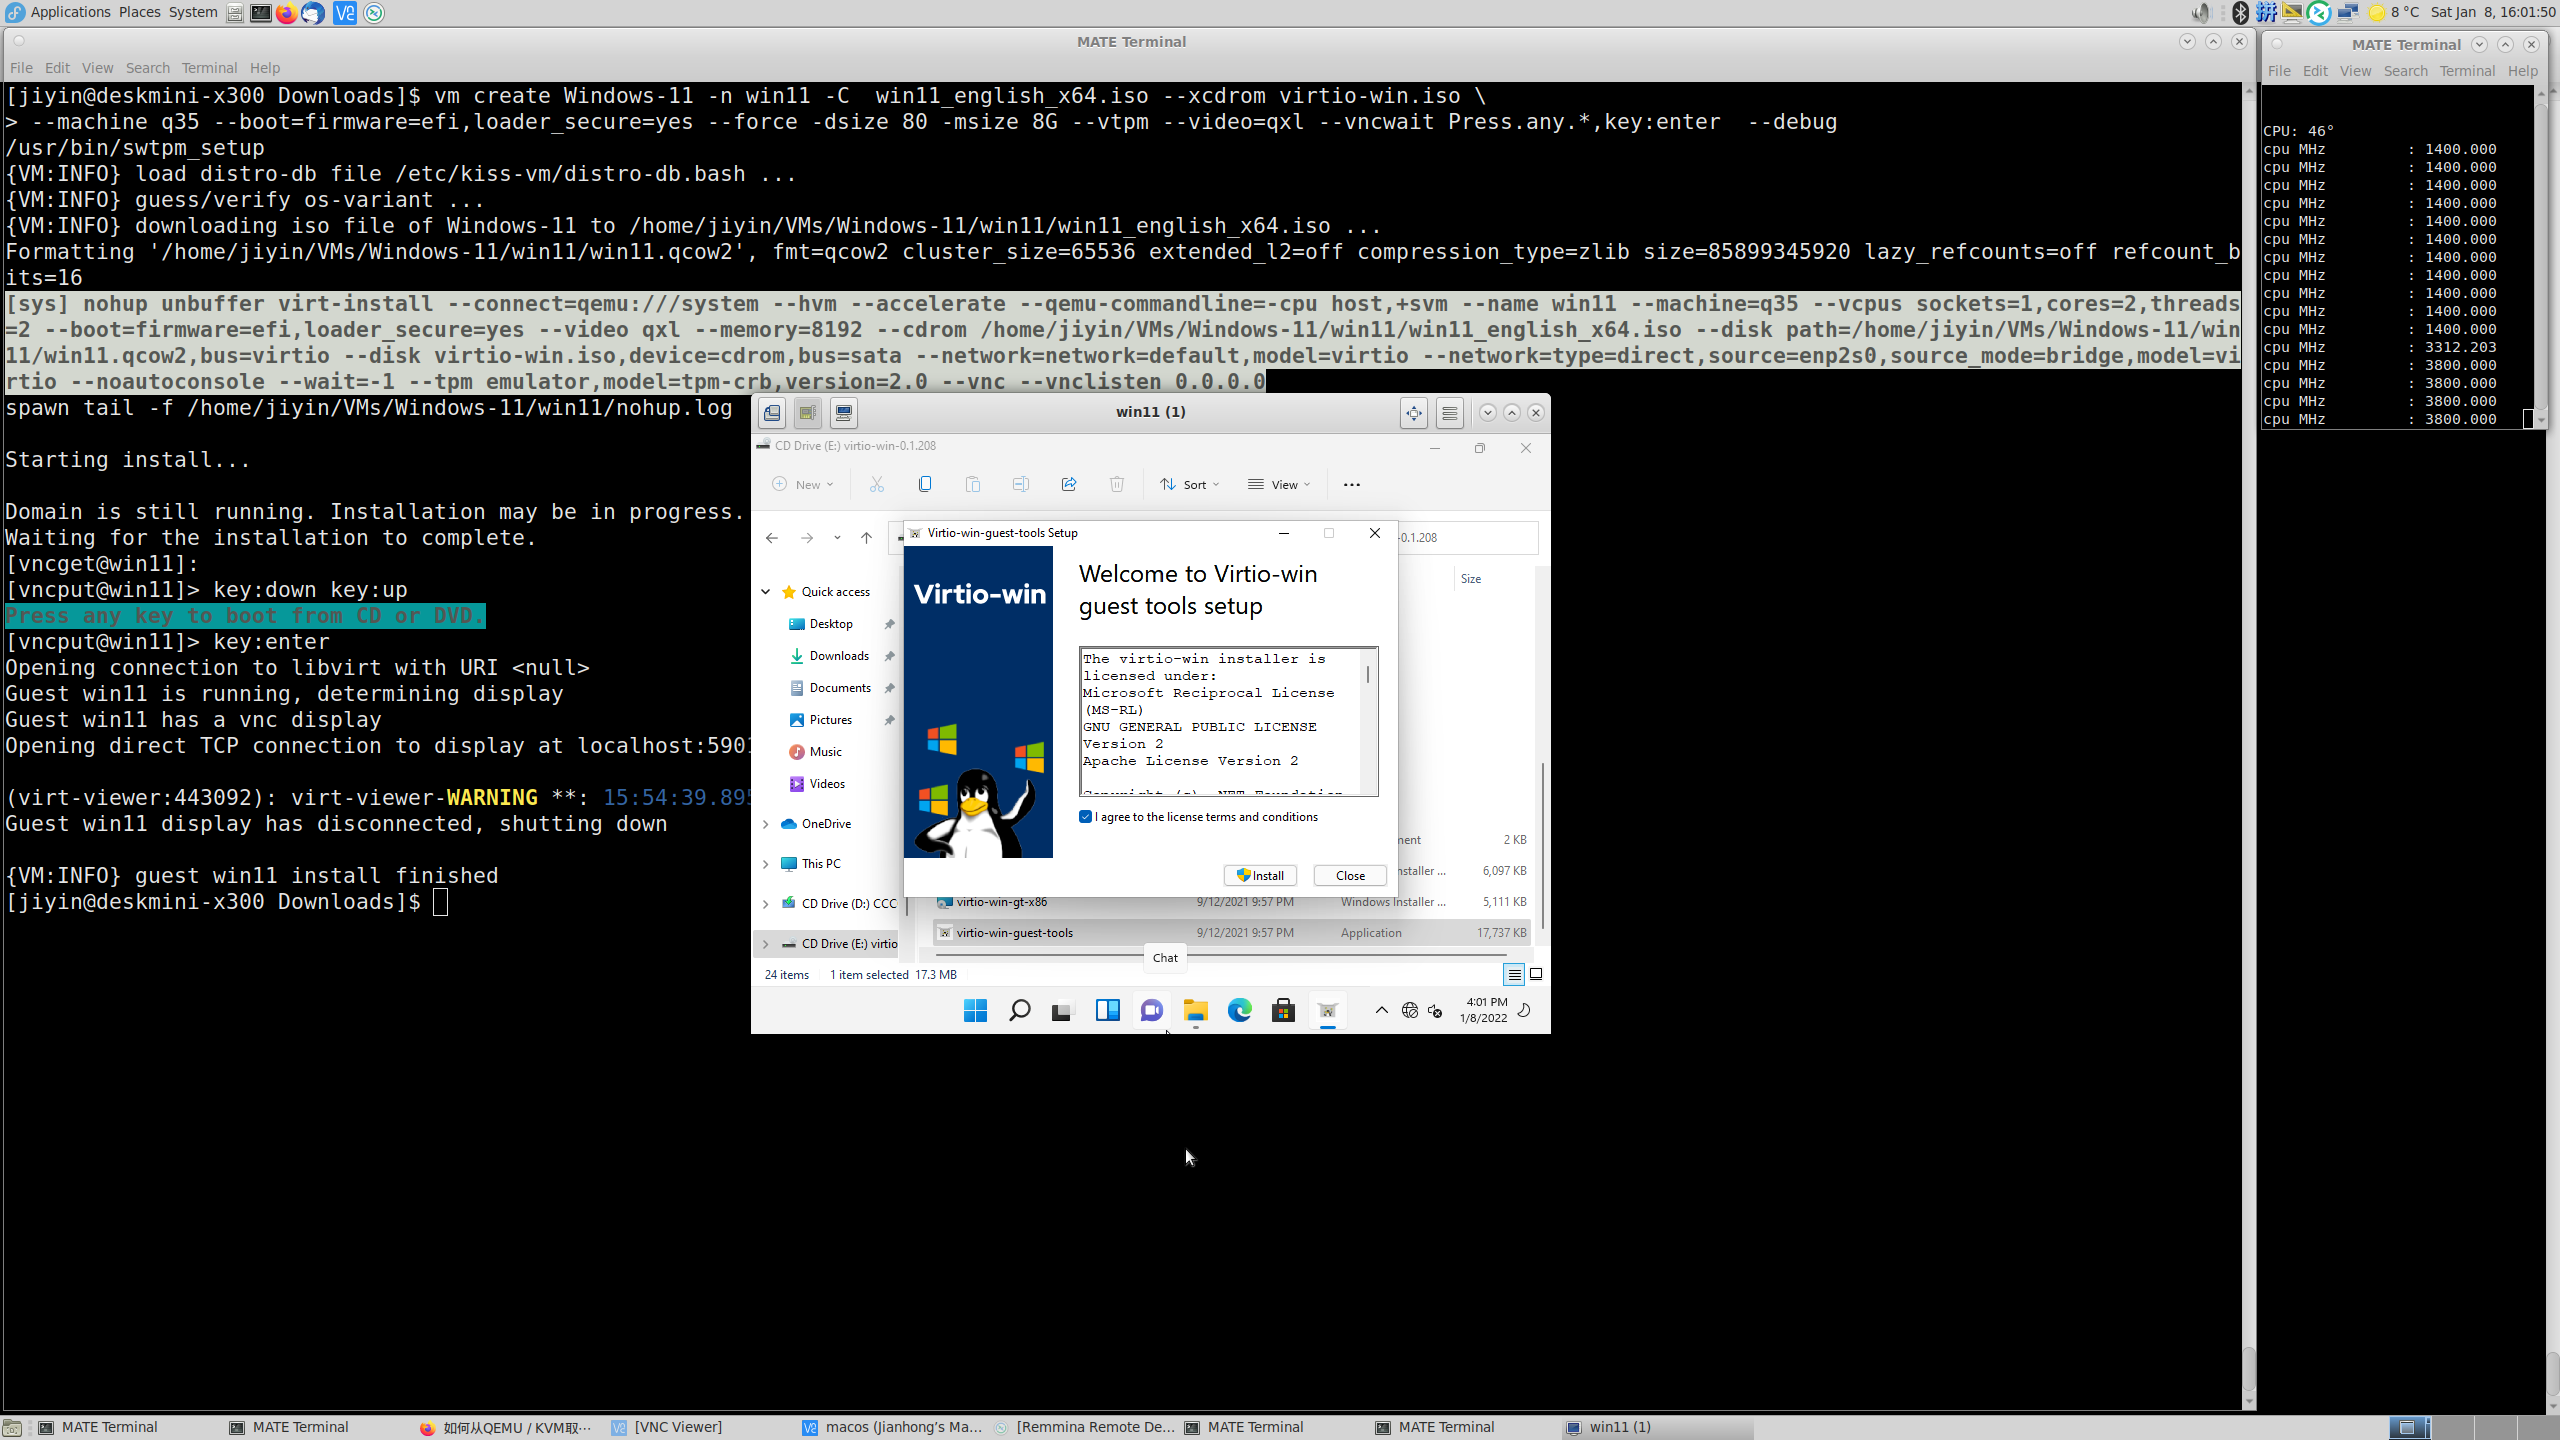 Applications Places System
8 °C Sat Jan 8, 16:01:50
MATE Terminal
File Edit View Search Terminal Help
[jiyin@deskmini-x300 Downloads]$ vm create Windows-11 -n win11 -C  win11_english_x64.iso --xcdrom virtio-win.iso \
> --machine q35 --boot=firmware=efi,loader_secure=yes --force -dsize 80 -msize 8G --vtpm --video=qxl --vncwait Press.any.*,key:enter  --debug
/usr/bin/swtpm_setup
{VM:INFO} load distro-db file /etc/kiss-vm/distro-db.bash ...
{VM:INFO} guess/verify os-variant ...
{VM:INFO} downloading iso file of Windows-11 to /home/jiyin/VMs/Windows-11/win11/win11_english_x64.iso ...
Formatting '/home/jiyin/VMs/Windows-11/win11/win11.qcow2', fmt=qcow2 cluster_size=65536 extended_l2=off compression_type=zlib size=85899345920 lazy_refcounts=off refcount_b
its=16
[sys] nohup unbuffer virt-install --connect=qemu:///system --hvm --accelerate --qemu-commandline=-cpu host,+svm --name win11 --machine=q35 --vcpus sockets=1,cores=2,threads
=2 --boot=firmware=efi,loader_secure=yes --video qxl --memory=8192 --cdrom /home/jiyin/VMs/Windows-11/win11/win11_english_x64.iso --disk path=/home/jiyin/VMs/Windows-11/win
11/win11.qcow2,bus=virtio --disk virtio-win.iso,device=cdrom,bus=sata --network=network=default,model=virtio --network=type=direct,source=enp2s0,source_mode=bridge,model=vi
rtio --noautoconsole --wait=-1 --tpm emulator,model=tpm-crb,version=2.0 --vnc --vnclisten 0.0.0.0
spawn tail -f /home/jiyin/VMs/Windows-11/win11/nohup.log
Starting install...
Domain is still running. Installation may be in progress.
Waiting for the installation to complete.
[vncget@win11]:
[vncput@win11]> key:down key:up
Press any key to boot from CD or DVD.
[vncput@win11]> key:enter
Opening connection to libvirt with URI <null>
Guest win11 is running, determining display
Guest win11 has a vnc display
Opening direct TCP connection to display at localhost:590
(virt-viewer:443092): virt-viewer-WARNING **: 15:54:39.895
Guest win11 display has disconnected, shutting down
{VM:INFO} guest win11 install finished
[jiyin@deskmini-x300 Downloads]$
win11 (1)
CD Drive (E:) virtio-win-0.1.208
New
Sort
View
-0.1.208
Size
Quick access
Desktop
Downloads
Documents
Pictures
Music
Videos
OneDrive
This PC
CD Drive (D:) CCC
CD Drive (E:) virtio
Virtio-win-guest-tools Setup
Virtio-win
Welcome to Virtio-win
guest tools setup
The virtio-win installer is
licensed under:
Microsoft Reciprocal License
(MS-RL)
GNU GENERAL PUBLIC LICENSE
Version 2
Apache License Version 2
I agree to the license terms and conditions
Install
Close
ment 2 KB
nstaller ... 6,097 KB
virtio-win-gt-x86 9/12/2021 9:57 PM Windows Installer ... 5,111 KB
virtio-win-guest-tools 9/12/2021 9:57 PM Application 17,737 KB
Chat
24 items 1 item selected 17.3 MB
4:01 PM
1/8/2022
MATE Terminal
File Edit View Search Terminal Help
CPU: 46°
cpu MHz : 1400.000
cpu MHz : 1400.000
cpu MHz : 1400.000
cpu MHz : 1400.000
cpu MHz : 1400.000
cpu MHz : 1400.000
cpu MHz : 1400.000
cpu MHz : 1400.000
cpu MHz : 1400.000
cpu MHz : 1400.000
cpu MHz : 1400.000
cpu MHz : 3312.203
cpu MHz : 3800.000
cpu MHz : 3800.000
cpu MHz : 3800.000
cpu MHz : 3800.000
MATE Terminal
MATE Terminal
如何从QEMU / KVM取...
[VNC Viewer]
macos (Jianhong's Ma...
[Remmina Remote De...
MATE Terminal
MATE Terminal
win11 (1)